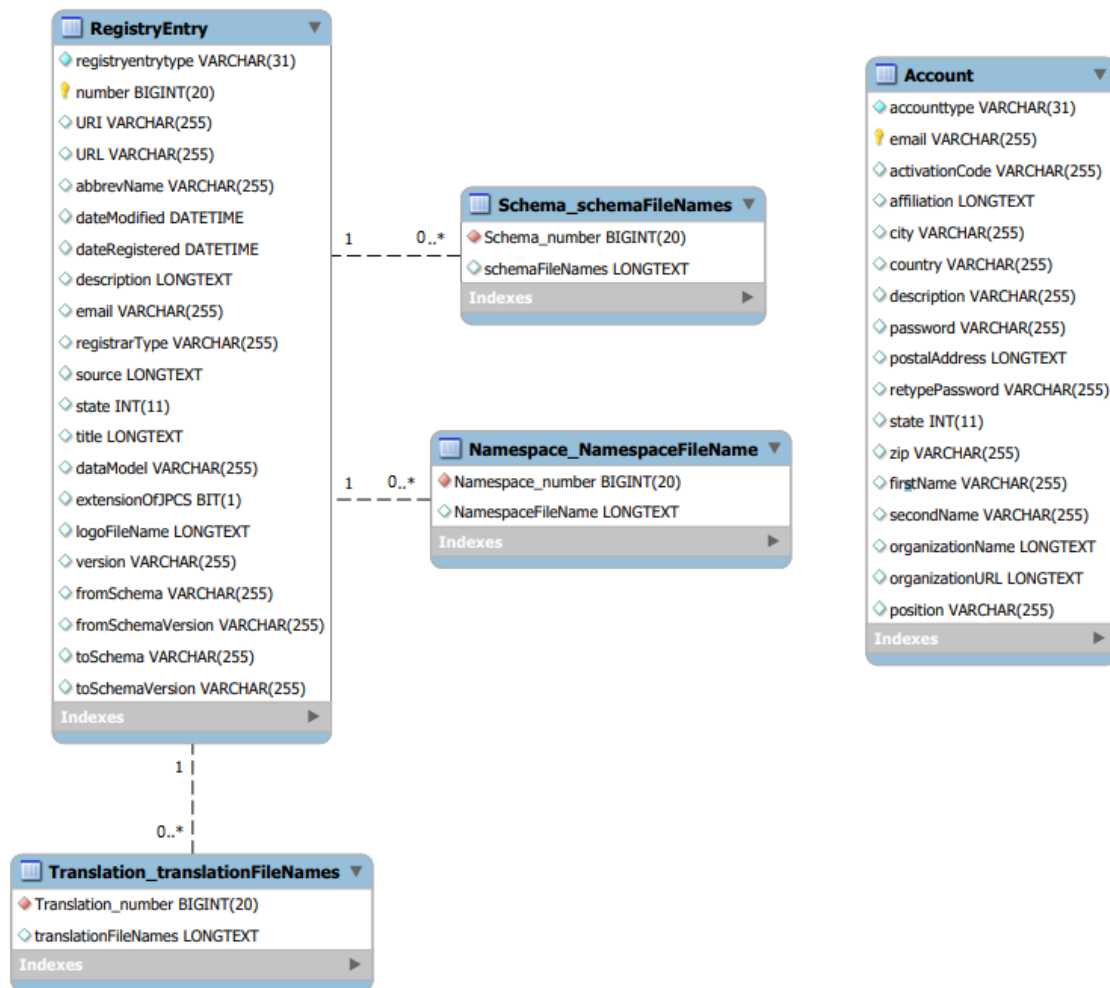 RegistryEntry
registryentrytype VARCHAR(31)
number BIGINT(20)
URI VARCHAR(255)
URL VARCHAR(255)
abbrevName VARCHAR(255)
dateModified DATETIME
dateRegistered DATETIME
description LONGTEXT
email VARCHAR(255)
registrarType VARCHAR(255)
source LONGTEXT
state INT(11)
title LONGTEXT
dataModel VARCHAR(255)
extensionOfJPCS BIT(1)
logoFileName LONGTEXT
version VARCHAR(255)
fromSchema VARCHAR(255)
fromSchemaVersion VARCHAR(255)
toSchema VARCHAR(255)
toSchemaVersion VARCHAR(255)
Indexes
1 0..*
Schema_schemaFileNames
Schema_number BIGINT(20)
schemaFileNames LONGTEXT
Indexes
1 0..*
Namespace_NamespaceFileName
Namespace_number BIGINT(20)
NamespaceFileName LONGTEXT
Indexes
Account
accounttype VARCHAR(31)
email VARCHAR(255)
activationCode VARCHAR(255)
affiliation LONGTEXT
city VARCHAR(255)
country VARCHAR(255)
description VARCHAR(255)
password VARCHAR(255)
postalAddress LONGTEXT
retypePassword VARCHAR(255)
state INT(11)
zip VARCHAR(255)
firstName VARCHAR(255)
secondName VARCHAR(255)
organizationName LONGTEXT
organizationURL LONGTEXT
position VARCHAR(255)
Indexes
1
0..*
Translation_translationFileNames
Translation_number BIGINT(20)
translationFileNames LONGTEXT
Indexes